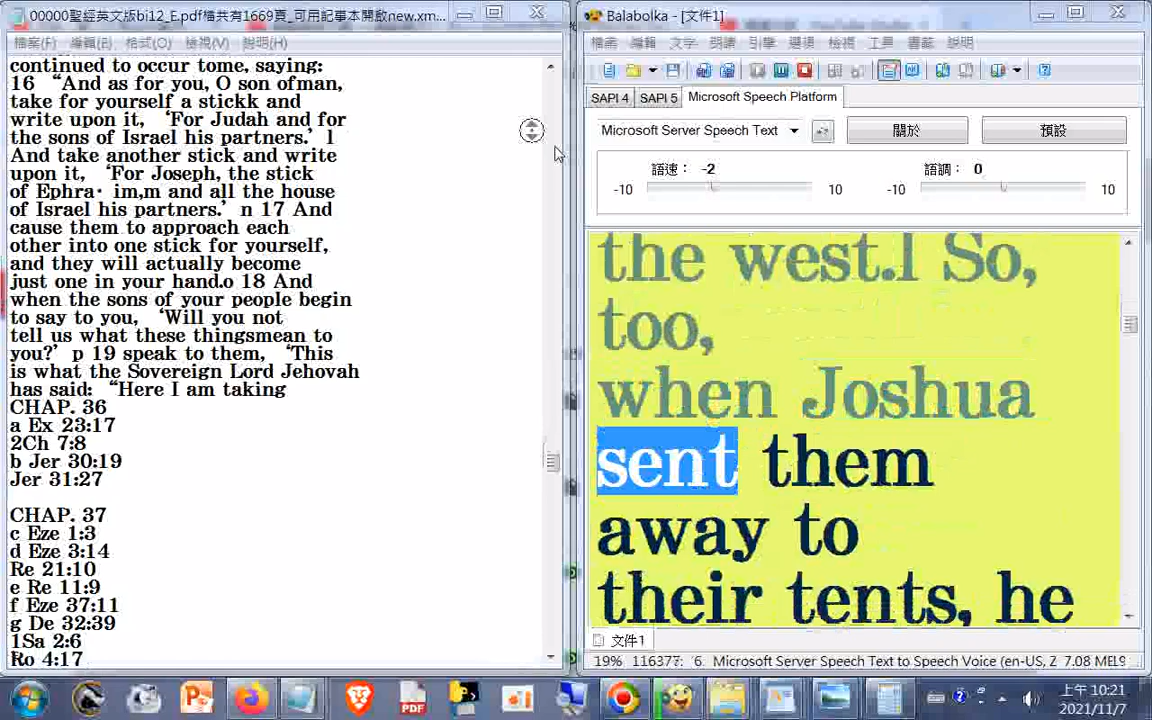 00000聖經英文版bi12_E.pdf檔共有1669頁_可用記事本開啟new.xm...
檔案(F) 編輯(E) 格式(O) 檢視(V) 說明(H)
continued to occur tome, saying:
16 “And as for you, O son ofman,
take for yourself a stickk and
write upon it, ‘For Judah and for
the sons of Israel his partners.’ l
And take another stick and write
upon it, ‘For Joseph, the stick
of Ephra· im,m and all the house
of Israel his partners.’ n 17 And
cause them to approach each
other into one stick for yourself,
and they will actually become
just one in your hand.o 18 And
when the sons of your people begin
to say to you, ‘Will you not
tell us what these thingsmean to
you?’ p 19 speak to them, ‘This
is what the Sovereign Lord Jehovah
has said: “Here I am taking
CHAP. 36
a Ex 23:17
2Ch 7:8
b Jer 30:19
Jer 31:27
CHAP. 37
c Eze 1:3
d Eze 3:14
Re 21:10
e Re 11:9
f Eze 37:11
g De 32:39
1Sa 2:6
Ro 4:17
Balabolka - [文件1]
檔案 編輯 文字 朗讀 引擎 選項 檢視 工具 書籤 說明
SAPI 4 SAPI 5 Microsoft Speech Platform
Microsoft Server Speech Text 關於 預設
語速: -2 語調: 0
-10 10 -10 10
the west.l So,
too,
when Joshua
sent them
away to
their tents, he
文件1
19% 116377: 6. Microsoft Server Speech Text to Speech Voice (en-US, Z 7.08 MEL9
PDF
上午 10:21
2021/11/7